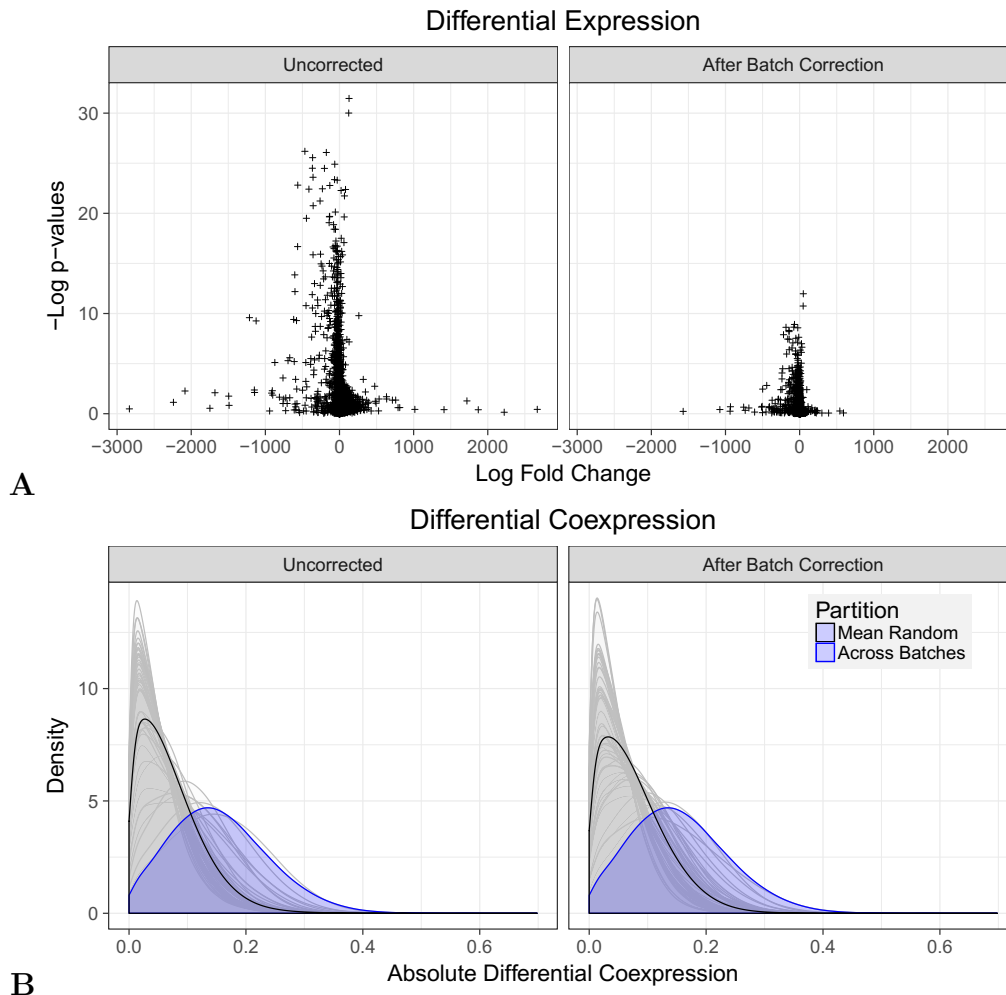 Differential Expression
Uncorrected
After Batch Correction
30
20
10
0
−Log p−values
−3000 −2000 −1000 0 1000 2000
−3000 −2000 −1000 0 1000 2000
Log Fold Change
A
Differential Coexpression
Uncorrected
After Batch Correction
Partition
Mean Random
Across Batches
10
5
0
Density
0.0 0.2 0.4 0.6
0.0 0.2 0.4 0.6
Absolute Differential Coexpression
B